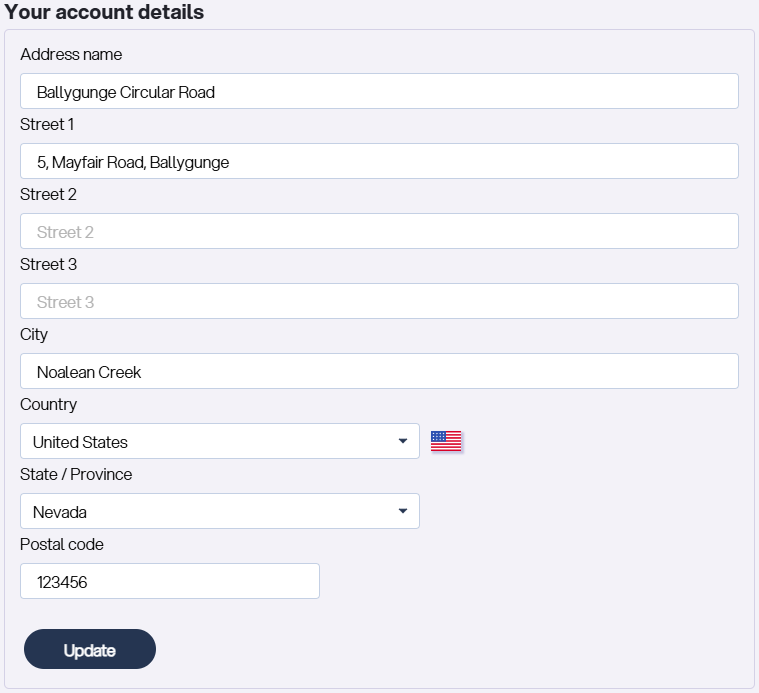 Your account details
Address name
Ballygunge Circular Road
Street 1
5, Mayfair Road, Ballygunge
Street 2
Street 2
Street 3
Street 3
City
Noalean Creek
Country
United States
State / Province
Nevada
Postal code
123456
Update